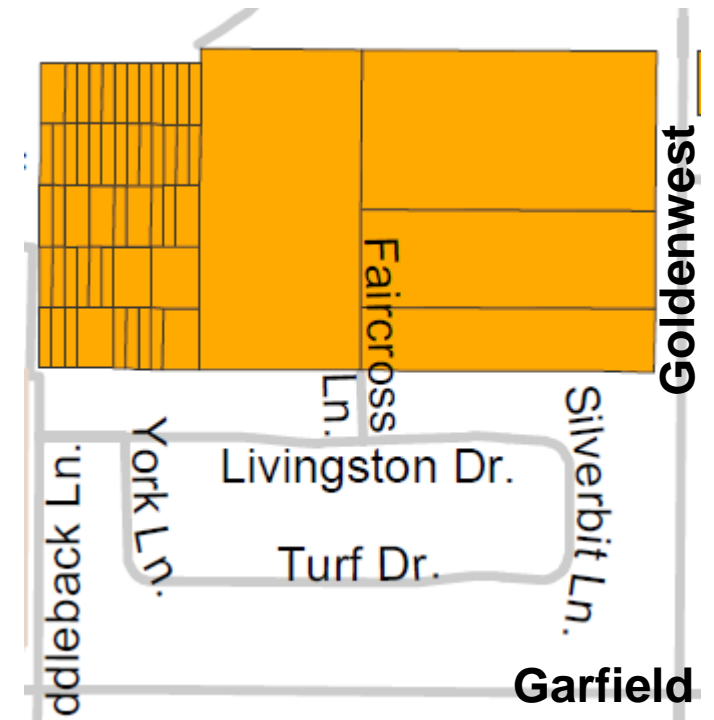 Goldenwest
Faircross
Ln.
Silverbit Ln.
York Ln.
Livingston Dr.
ddleback Ln.
Turf Dr.
Garfield